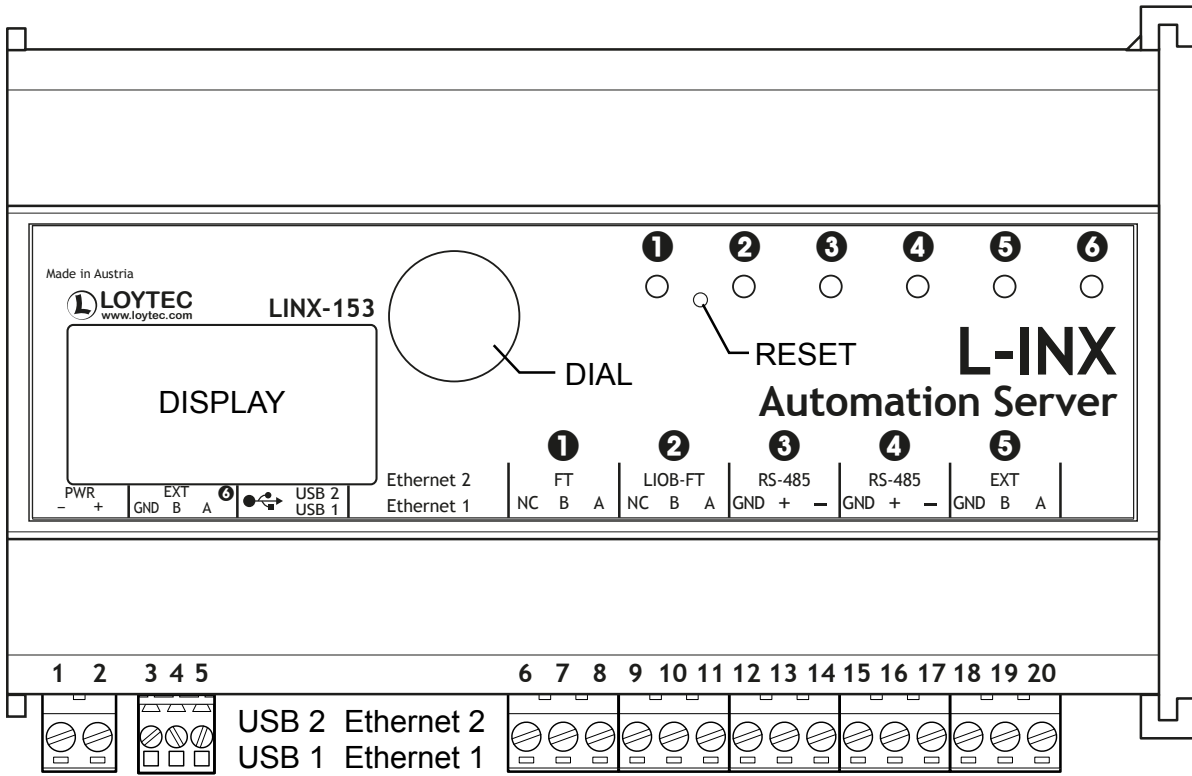 ❶ ❷ ❸ ❹ ❺ ❻
Made in Austria
L LOYTEC
www.loytec.com
LINX-153
RESET
L-INX
DIAL
DISPLAY
Automation Server
❶ ❷ ❸ ❹ ❺
PWR
– +
EXT ❻
GND B A
USB 2
USB 1
Ethernet 2
Ethernet 1
FT
NC B A
LIOB-FT
NC B A
RS-485
GND + –
RS-485
GND + –
EXT
GND B A
1 2 3 4 5 6 7 8 9 10 11 12 13 14 15 16 17 18 19 20
USB 2 Ethernet 2
USB 1 Ethernet 1